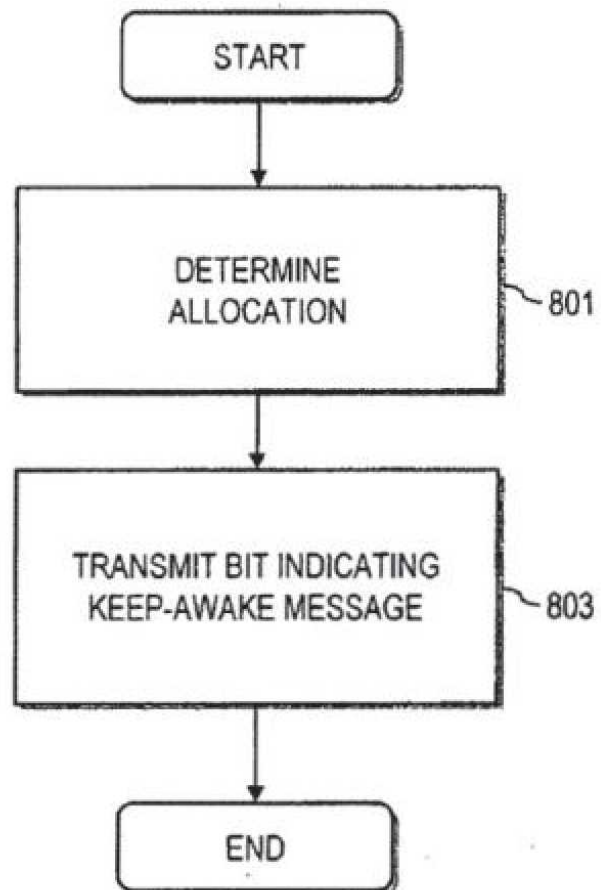 START
DETERMINE
ALLOCATION
801
TRANSMIT BIT INDICATING
KEEP-AWAKE MESSAGE
803
END